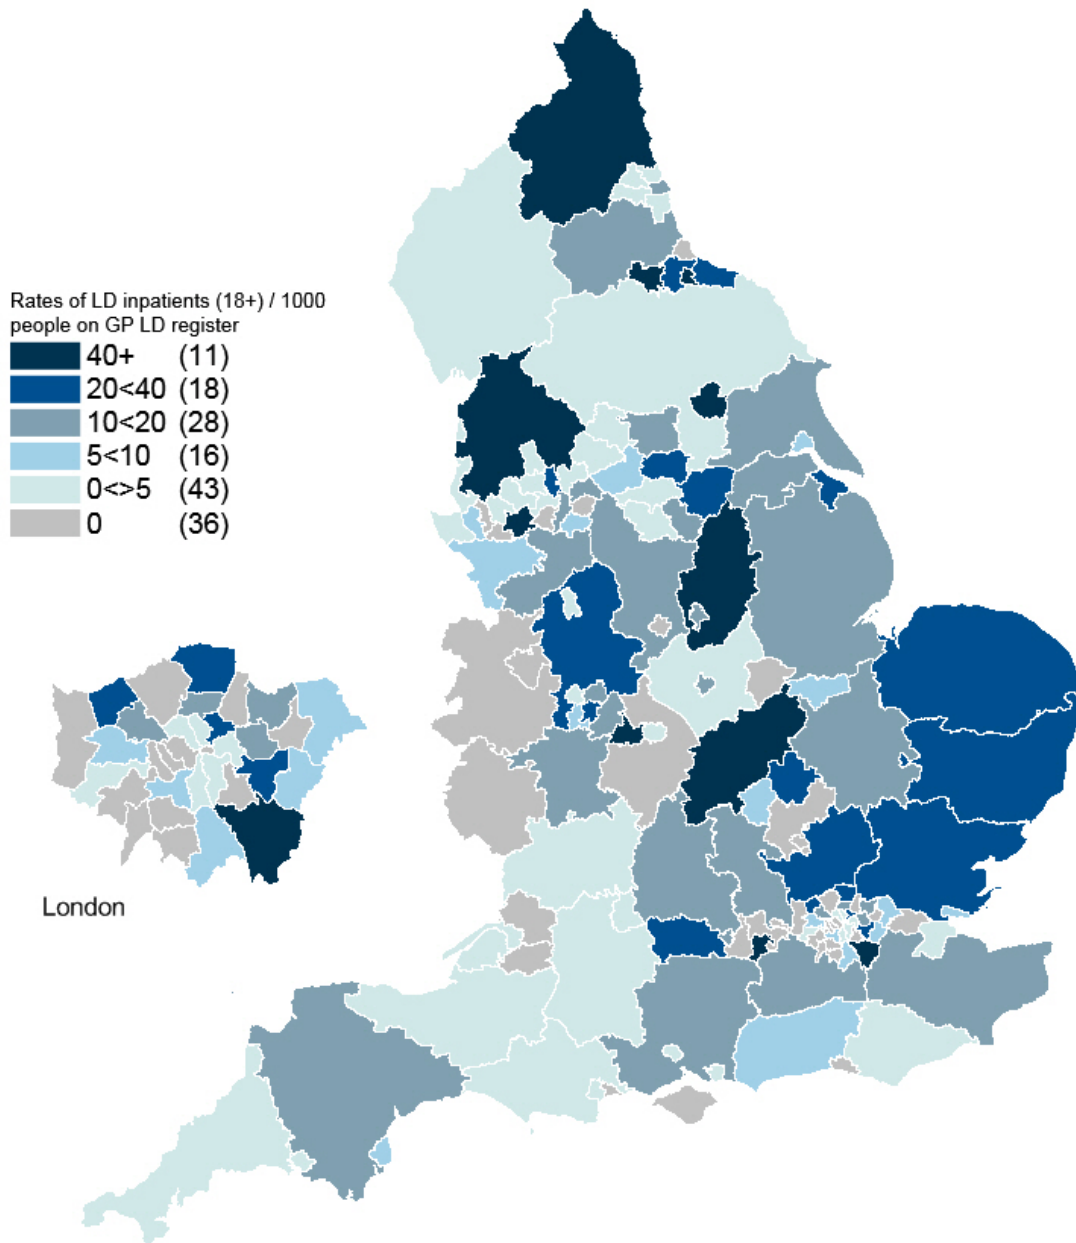 Rates of LD inpatients (18+) / 1000
people on GP LD register
40+ (11)
20<40 (18)
10<20 (28)
5<10 (16)
0<>5 (43)
0 (36)
London